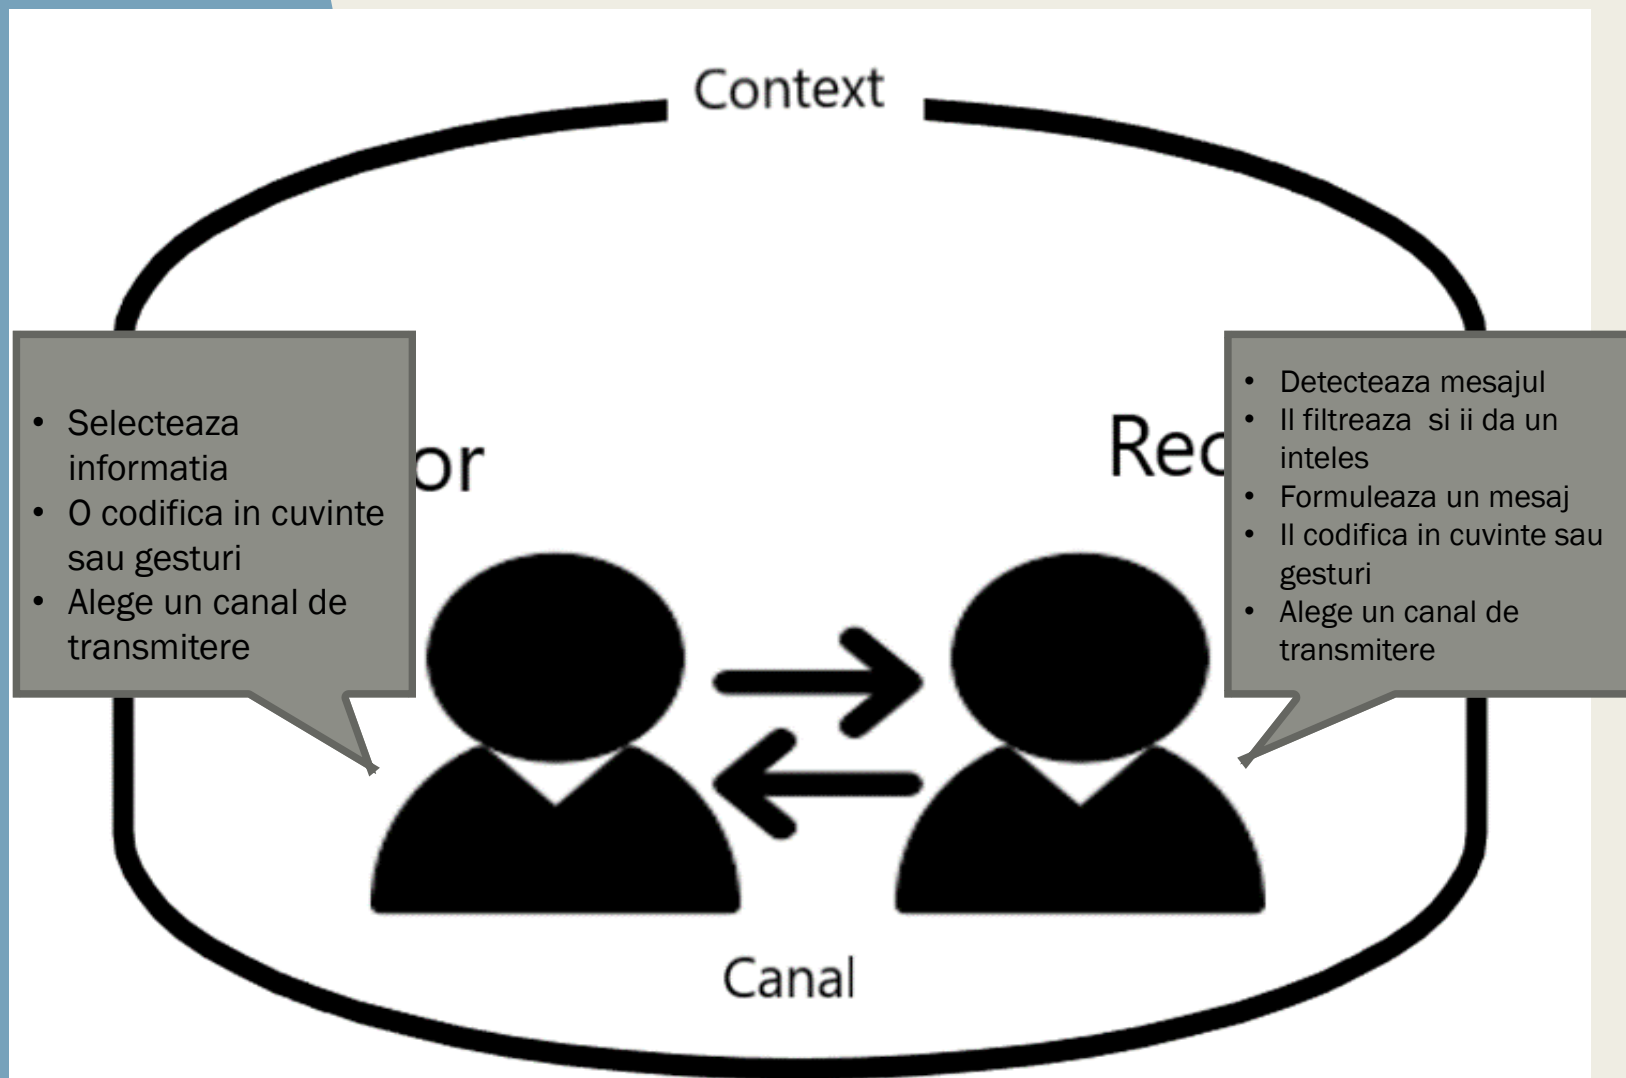 Context
• Selecteaza
informatia
• O codifica in cuvinte
sau gesturi
• Alege un canal de
transmitere
or
Rec
• Detecteaza mesajul
• Il filtreaza  si ii da un
inteles
• Formuleaza un mesaj
• Il codifica in cuvinte sau
gesturi
• Alege un canal de
transmitere
Canal